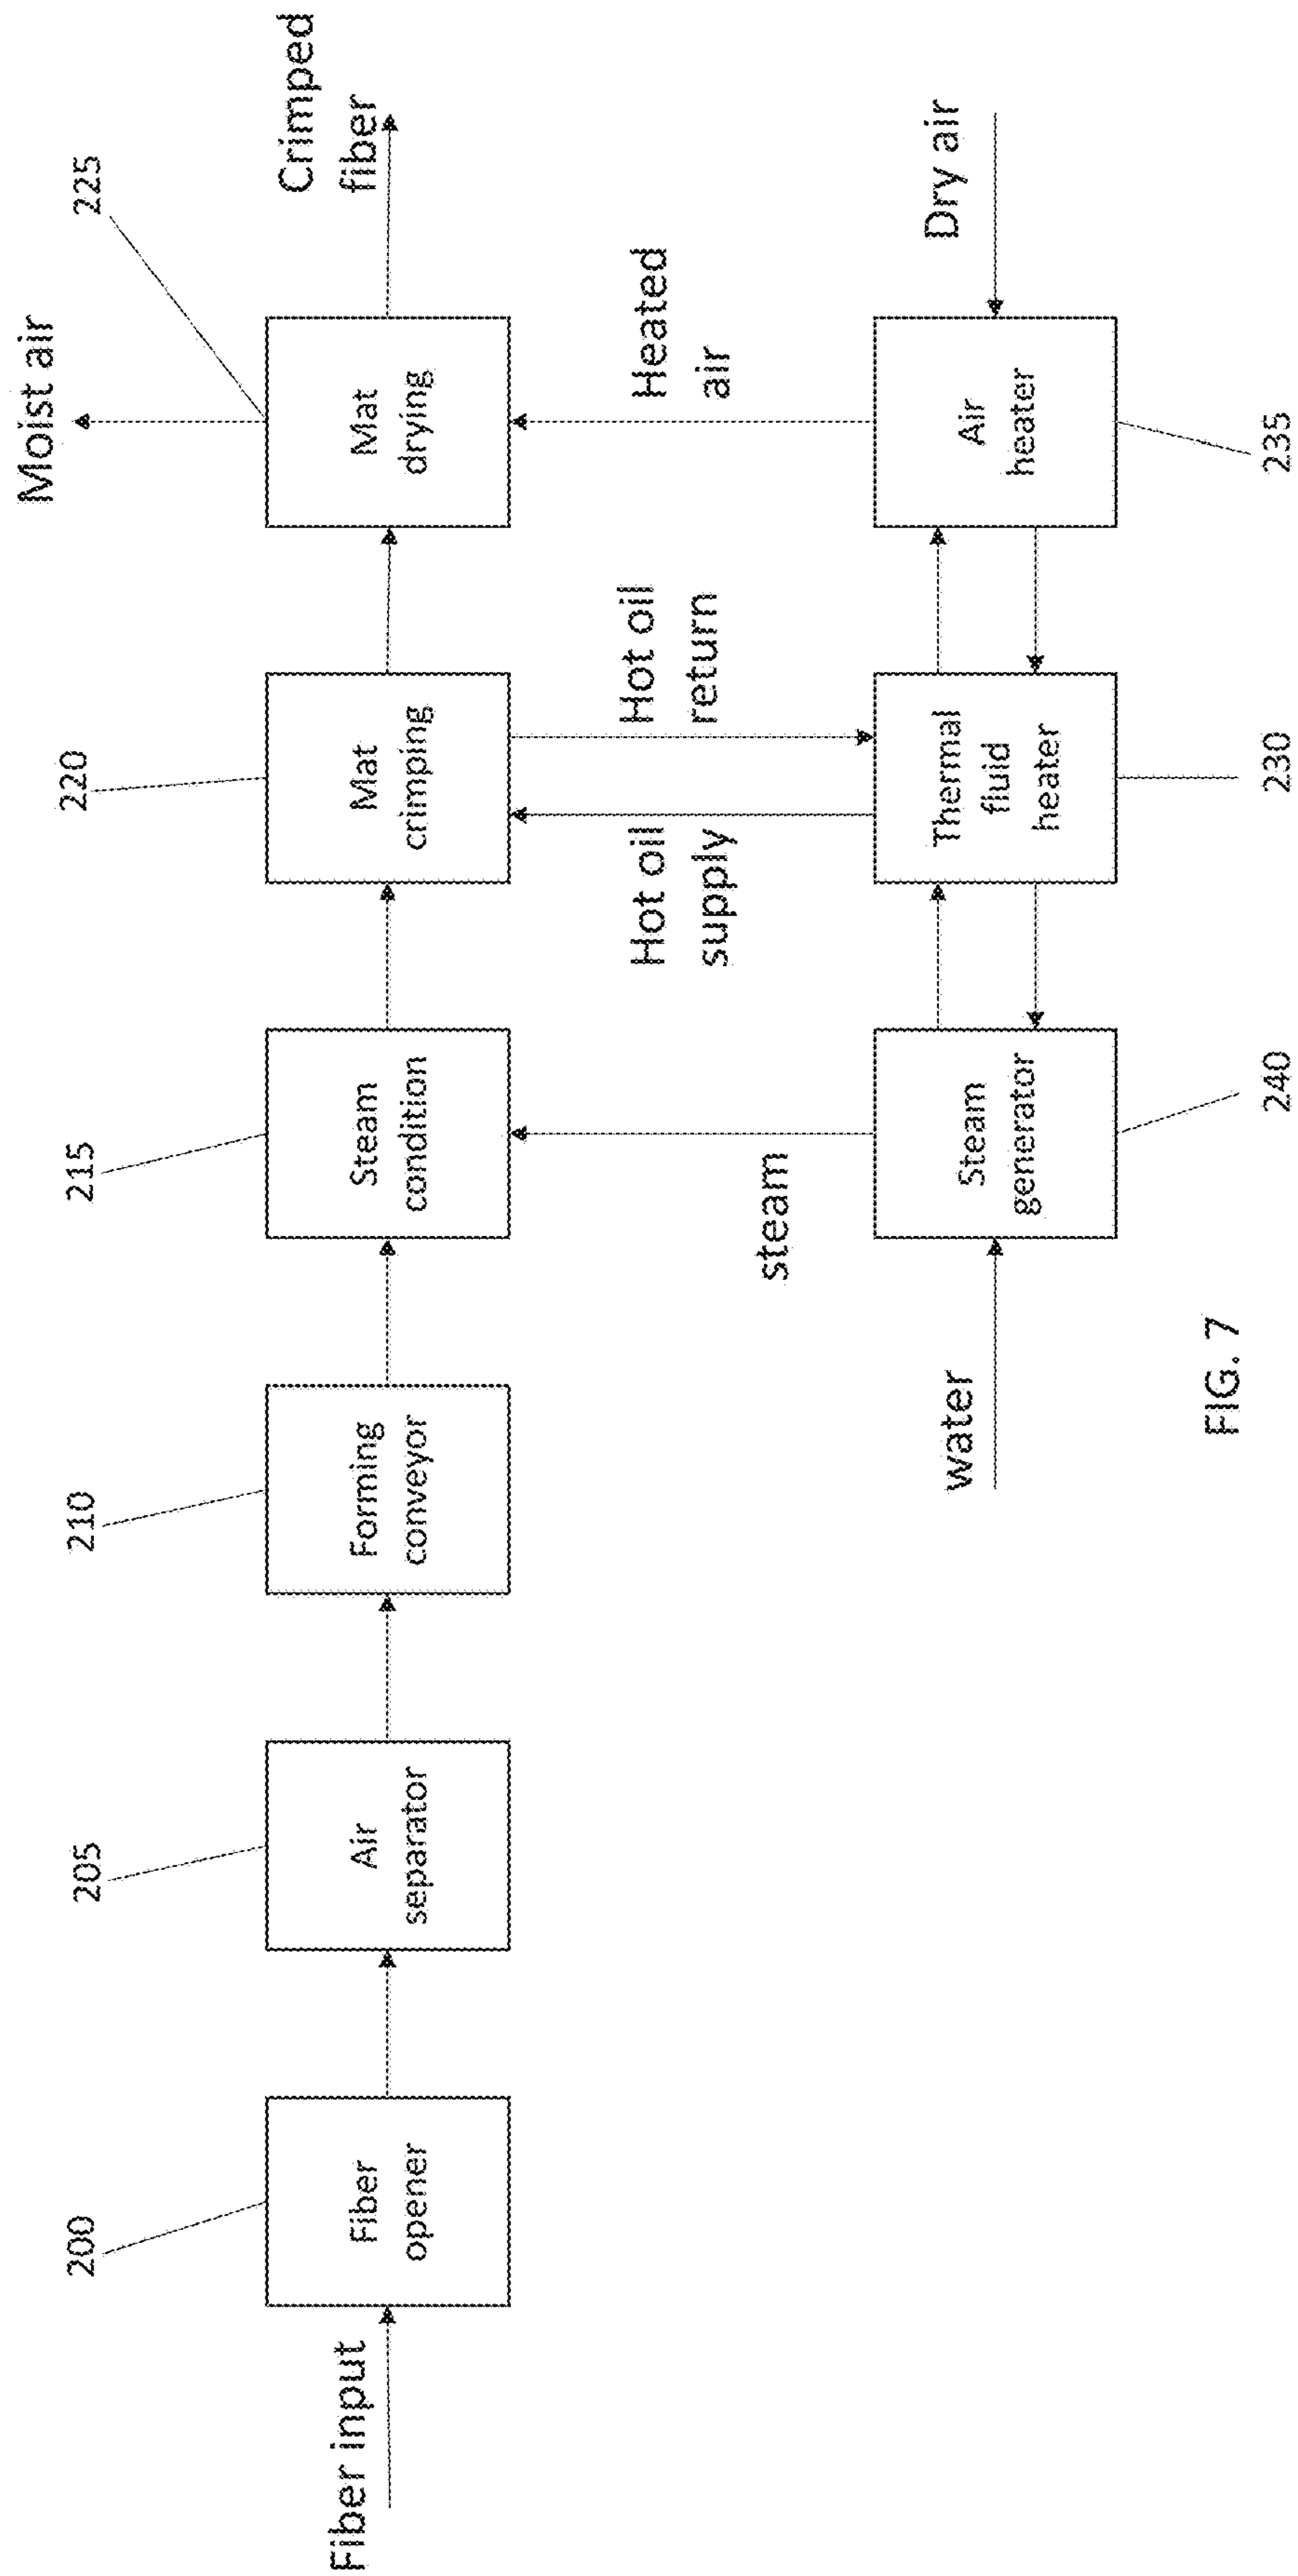 Moist air
225
220
215
210
205
200
Crimped
fiber
Fiber input
Fiber
opener
Air
separator
Forming
conveyor
Steam
condition
Mat
crimping
Mat
drying
steam
Hot oil
supply
Hot oil
return
Heated
air
water
Steam
generator
Thermal
fluid
heater
Air
heater
Dry air
240
230
235
FIG. 7